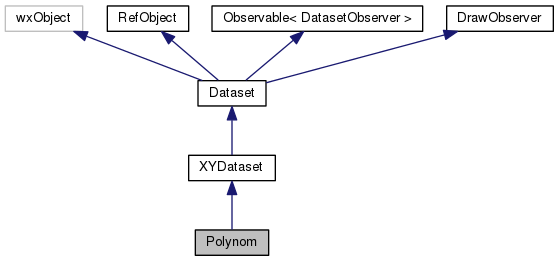 wxObject
RefObject
Observable< DatasetObserver >
DrawObserver
Dataset
XYDataset
Polynom